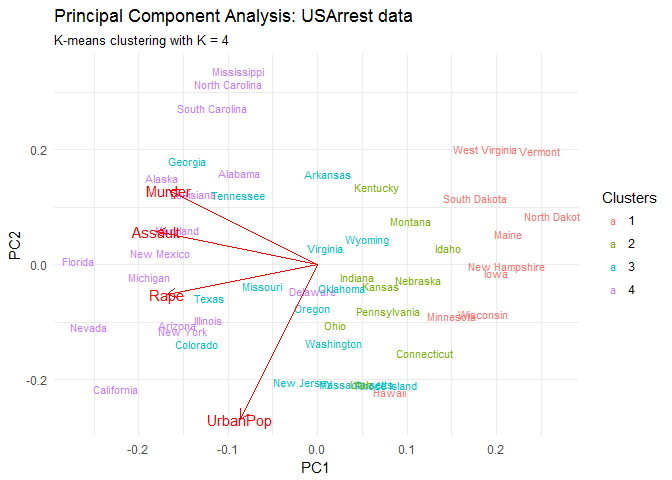 Principal Component Analysis: USArrest data
K-means clustering with K = 4
Mississippi
North Carolina
South Carolina
0.2
West Virginia
Vermont
Georgia
Alaska
Alabama
Arkansas
Murder
Louisiana
Tennessee
Kentucky
South Dakota
North Dak
Montana
Assault
Maryland
Wyoming
Maine
Virginia
Idaho
New Mexico
PC2
0.0
Florida
New Hampshire
Iowa
Michigan
Indiana
Nebraska
Rape
Missouri
Delaware
Oklahoma
Kansas
Texas
Oregon
Pennsylvania
Minnesota
Wisconsin
Nevada
Arizona
Illinois
New York
Ohio
Colorado
Washington
Connecticut
-0.2
California
New Jersey
Massachusetts
Rhode Island
Hawaii
UrbanPop
-0.2
-0.1
0.0
0.1
0.2
PC1
Clusters
a 1
a 2
a 3
a 4